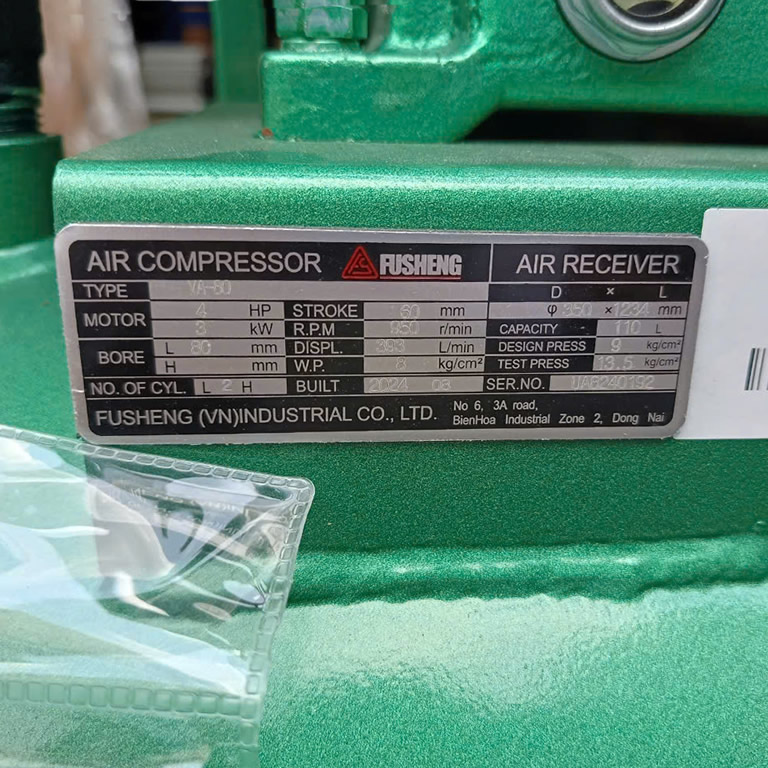 AIR COMPRESSOR FUSHENG AIR RECEIVER
TYPE VA-80 D × L
MOTOR 4 HP STROKE 60 mm φ 350 × 1234 mm
3 kW R.P.M 850 r/min CAPACITY 110 L
BORE L 80 mm DISPL. 393 L/min DESIGN PRESS 9 kg/cm²
H mm W.P. 8 kg/cm² TEST PRESS 13.5 kg/cm²
NO. OF CYL. L 2 H BUILT 2024 08 SER.NO. UA6240192
FUSHENG (VN)INDUSTRIAL CO., LTD. No 6, 3A road,
BienHoa Industrial Zone 2, Dong Nai